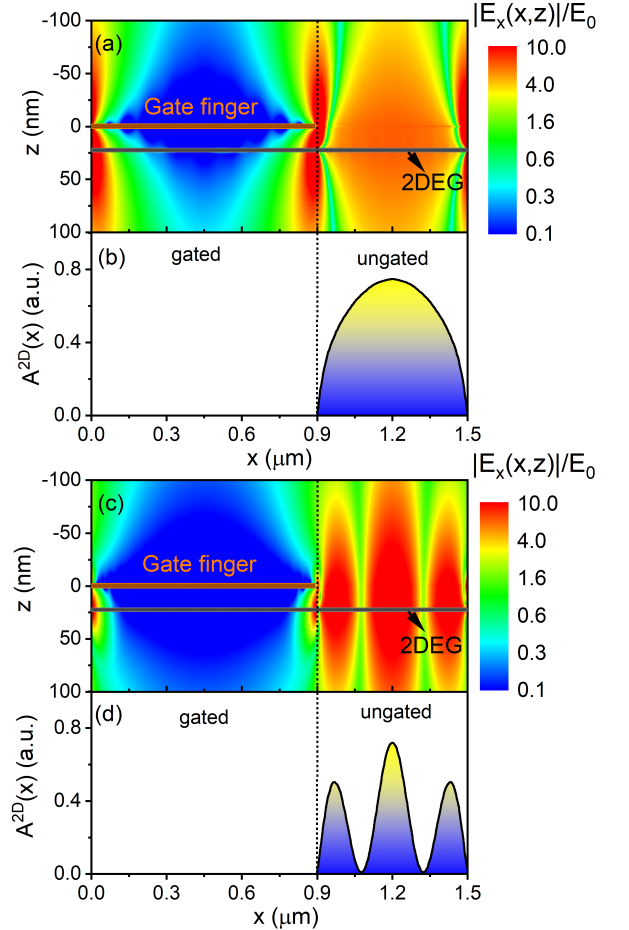 |Eₓ(x,z)|/E₀
(a)
-100
-50
0
50
100
z (nm)
Gate finger
2DEG
10.0
4.0
1.6
0.6
0.3
0.1
(b)
gated
ungated
0.8
0.4
0.0
A²ᴰ(x) (a.u.)
0.0 0.3 0.6 0.9 1.2 1.5
x (μm)
|Eₓ(x,z)|/E₀
(c)
-100
-50
0
50
100
z (nm)
Gate finger
2DEG
10.0
4.0
1.6
0.6
0.3
0.1
(d)
gated
ungated
0.8
0.4
0.0
A²ᴰ(x) (a.u.)
0.0 0.3 0.6 0.9 1.2 1.5
x (μm)